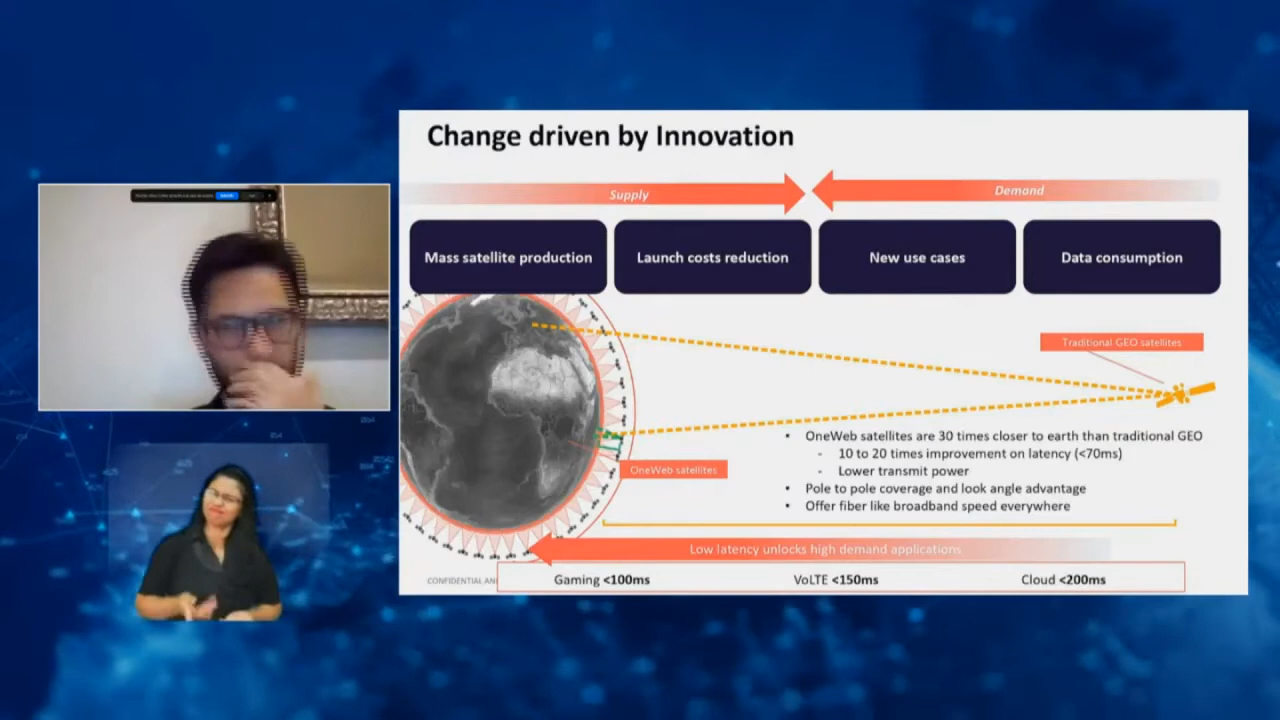 Change driven by Innovation
Supply
Demand
Mass satellite production
Launch costs reduction
New use cases
Data consumption
Traditional GEO satellites
• OneWeb satellites are 30 times closer to earth than traditional GEO
- 10 to 20 times improvement on latency (<70ms)
- Lower transmit power
• Pole to pole coverage and look angle advantage
• Offer fiber like broadband speed everywhere
OneWeb satellites
Low latency unlocks high demand applications
CONFIDENTIAL
Gaming <100ms
VoLTE <150ms
Cloud <200ms